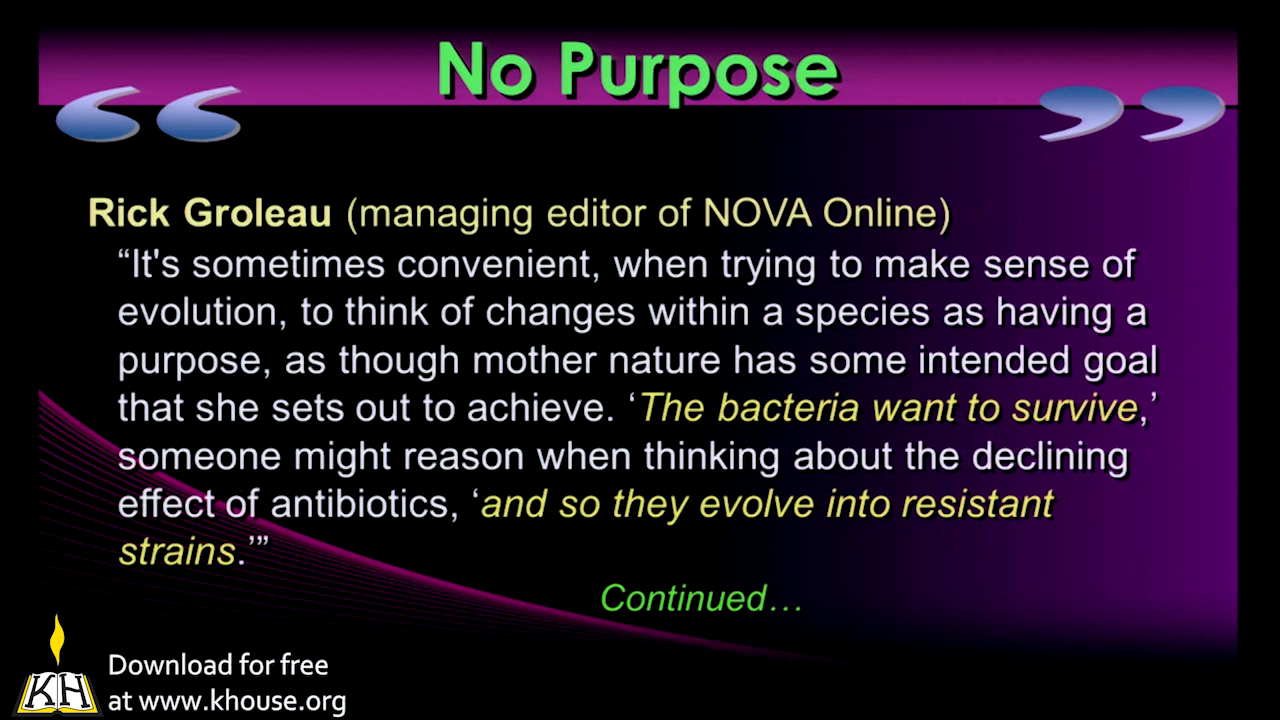 No Purpose
Rick Groleau (managing editor of NOVA Online)
“It's sometimes convenient, when trying to make sense of
evolution, to think of changes within a species as having a
purpose, as though mother nature has some intended goal
that she sets out to achieve. ‘The bacteria want to survive,’
someone might reason when thinking about the declining
effect of antibiotics, ‘and so they evolve into resistant
strains.’”
Continued…
KH
Download for free
at www.khouse.org